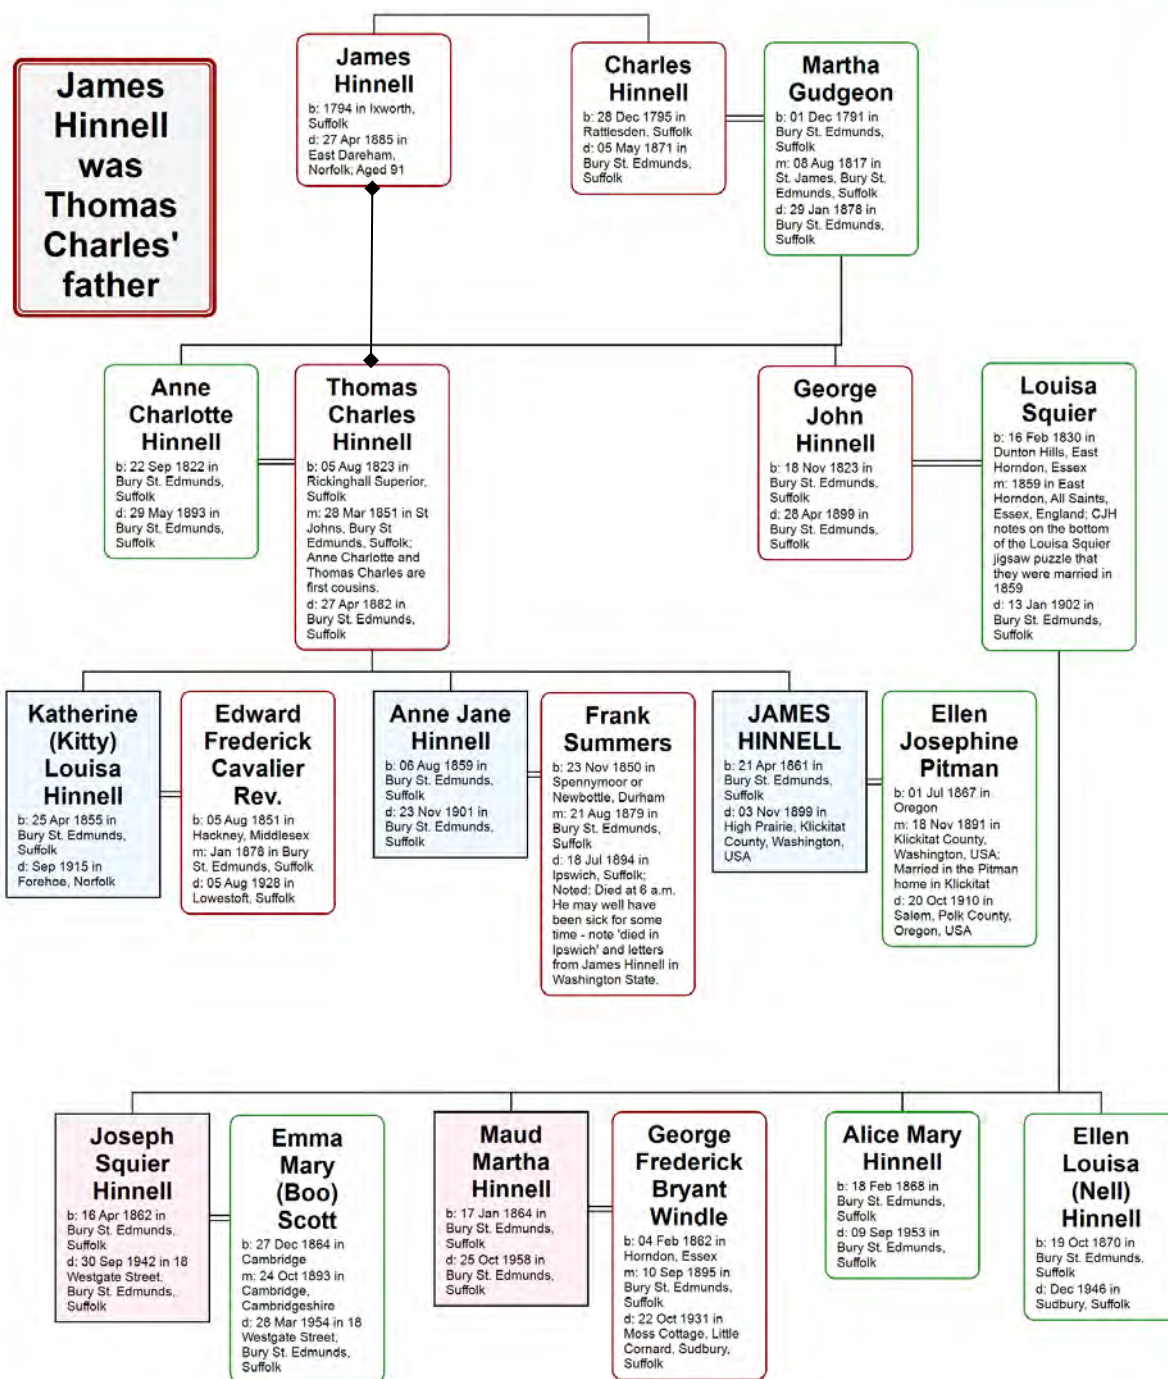 James
Hinnell
was
Thomas
Charles'
father
James
Hinnell
b: 1794 in Ixworth,
Suffolk
d: 27 Apr 1885 in
East Dareham,
Norfolk; Aged 91
Charles
Hinnell
b: 28 Dec 1795 in
Rattlesden, Suffolk
d: 05 May 1871 in
Bury St. Edmunds,
Suffolk
Martha
Gudgeon
b: 01 Dec 1791 in
Bury St. Edmunds,
Suffolk
m: 08 Aug 1817 in
St. James, Bury St.
Edmunds, Suffolk
d: 29 Jan 1878 in
Bury St. Edmunds,
Suffolk
Anne
Charlotte
Hinnell
b: 22 Sep 1822 in
Bury St. Edmunds,
Suffolk
d: 29 May 1893 in
Bury St. Edmunds,
Suffolk
Thomas
Charles
Hinnell
b: 05 Aug 1823 in
Rickinghall Superior,
Suffolk
m: 28 Mar 1851 in St
Johns, Bury St
Edmunds, Suffolk;
Anne Charlotte and
Thomas Charles are
first cousins.
d: 27 Apr 1882 in
Bury St. Edmunds,
Suffolk
George
John
Hinnell
b: 18 Nov 1823 in
Bury St. Edmunds,
Suffolk
d: 28 Apr 1899 in
Bury St. Edmunds,
Suffolk
Louisa
Squier
b: 16 Feb 1830 in
Dunton Hills, East
Horndon, Essex
m: 1859 in East
Horndon, All Saints,
Essex, England; CJH
notes on the bottom
of the Louisa Squier
jigsaw puzzle that
they were married in
1859
d: 13 Jan 1902 in
Bury St. Edmunds,
Suffolk
Katherine
(Kitty)
Louisa
Hinnell
b: 25 Apr 1855 in
Bury St. Edmunds,
Suffolk
d: Sep 1915 in
Forehoe, Norfolk
Edward
Frederick
Cavalier
Rev.
b: 05 Aug 1851 in
Hackney, Middlesex
m: Jan 1878 in Bury
St. Edmunds, Suffolk
d: 05 Aug 1928 in
Lowestoft, Suffolk
Anne Jane
Hinnell
b: 06 Aug 1859 in
Bury St. Edmunds,
Suffolk
d: 23 Nov 1901 in
Bury St. Edmunds,
Suffolk
Frank
Summers
b: 23 Nov 1850 in
Spennymoor or
Newbottle, Durham
m: 21 Aug 1879 in
Bury St. Edmunds,
Suffolk
d: 18 Jul 1894 in
Ipswich, Suffolk;
Noted: Died at 6 a.m.
He may well have
been sick for some
time - note 'died in
Ipswich' and letters
from James Hinnell in
Washington State.
JAMES
HINNELL
b: 21 Apr 1861 in
Bury St. Edmunds,
Suffolk
d: 03 Nov 1899 in
High Prairie, Klickitat
County, Washington,
USA
Ellen
Josephine
Pitman
b: 01 Jul 1867 in
Oregon
m: 18 Nov 1891 in
Klickitat County,
Washington, USA;
Married in the Pitman
home in Klickitat
d: 20 Oct 1910 in
Salem, Polk County,
Oregon, USA
Joseph
Squier
Hinnell
b: 16 Apr 1862 in
Bury St. Edmunds,
Suffolk
d: 30 Sep 1942 in 18
Westgate Street,
Bury St. Edmunds,
Suffolk
Emma
Mary
(Boo)
Scott
b: 27 Dec 1864 in
Cambridge
m: 24 Oct 1893 in
Cambridge,
Cambridgeshire
d: 28 Mar 1954 in 18
Westgate Street,
Bury St. Edmunds,
Suffolk
Maud
Martha
Hinnell
b: 17 Jan 1864 in
Bury St. Edmunds,
Suffolk
d: 25 Oct 1958 in
Bury St. Edmunds,
Suffolk
George
Frederick
Bryant
Windle
b: 04 Feb 1862 in
Horndon, Essex
m: 10 Sep 1895 in
Bury St. Edmunds,
Suffolk
d: 22 Oct 1931 in
Moss Cottage, Little
Cornard, Sudbury,
Suffolk
Alice Mary
Hinnell
b: 18 Feb 1868 in
Bury St. Edmunds,
Suffolk
d: 09 Sep 1953 in
Bury St. Edmunds,
Suffolk
Ellen
Louisa
(Nell)
Hinnell
b: 19 Oct 1870 in
Bury St. Edmunds,
Suffolk
d: Dec 1946 in
Sudbury, Suffolk